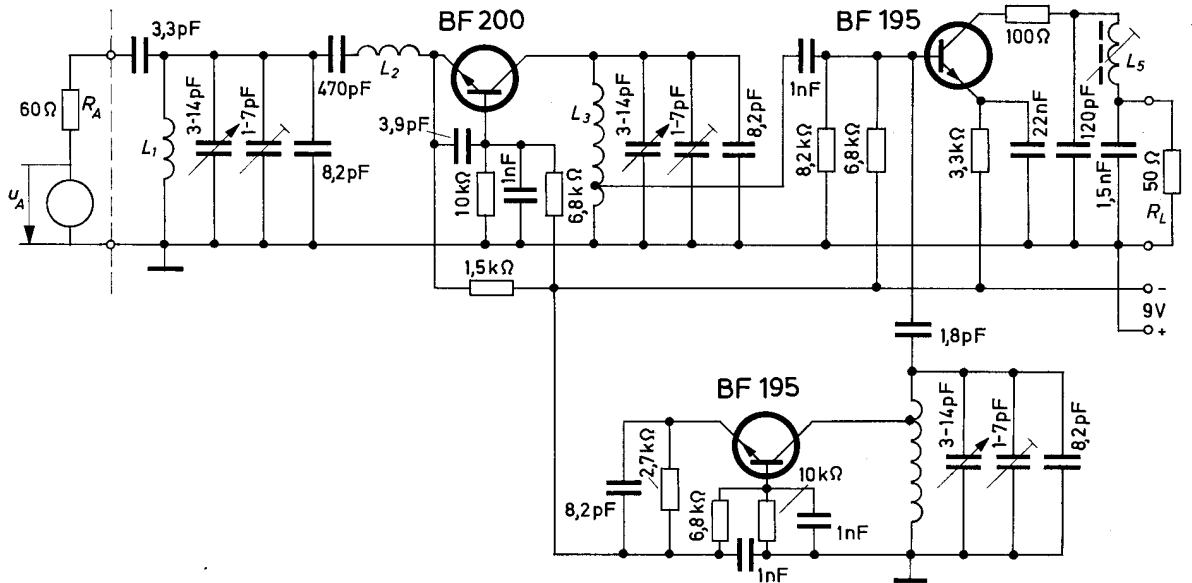 BF 200
BF 195
3,3pF
60Ω
R_A
u_A
L1
3-14pF
1-7pF
8,2pF
470pF
L2
3,9pF
10kΩ
1nF
6,8kΩ
1,5kΩ
L3
3-14pF
1-7pF
8,2pF
1nF
8,2kΩ
6,8kΩ
3,3kΩ
22nF
100Ω
120pF
L5
1,5nF
50Ω
R_L
−
9V
+
1,8pF
BF 195
8,2pF
2,7kΩ
6,8kΩ
10kΩ
1nF
1nF
3-14pF
1-7pF
8,2pF